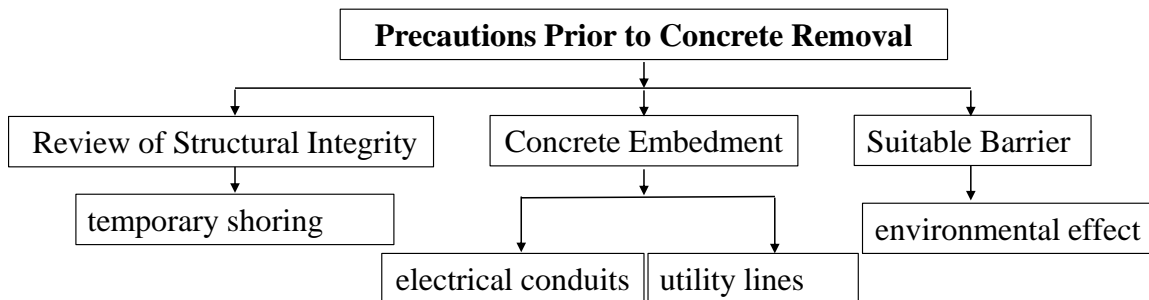 Precautions Prior to Concrete Removal
Review of Structural Integrity
Concrete Embedment
Suitable Barrier
temporary shoring
environmental effect
electrical conduits
utility lines